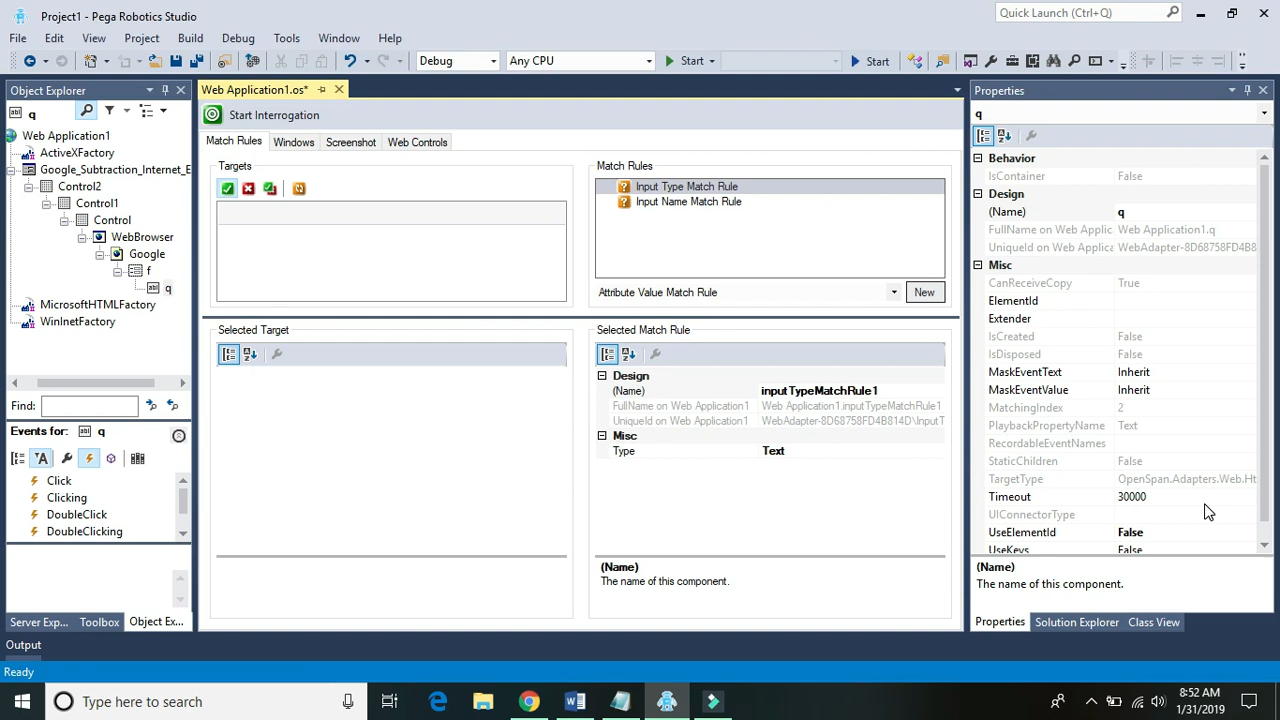 Project1 - Pega Robotics Studio
Quick Launch (Ctrl+Q)
File Edit View Project Build Debug Tools Window Help
Debug Any CPU Start Start
Object Explorer
Web Application1.os*
Properties
q
q
Start Interrogation
Web Application1
ActiveXFactory
Google_Subtraction_Internet_E
Control2
Control1
Control
WebBrowser
Google
f
q
MicrosoftHTMLFactory
WinInetFactory
Find:
Events for: q
Click
Clicking
DoubleClick
DoubleClicking
Server Exp... Toolbox Object Ex...
Match Rules Windows Screenshot Web Controls
Targets
Match Rules
Input Type Match Rule
Input Name Match Rule
Attribute Value Match Rule New
Selected Target
Selected Match Rule
Design
(Name) inputTypeMatchRule1
FullName on Web Application1 Web Application1.inputTypeMatchRule1
UniqueId on Web Application1 WebAdapter-8D68758FD4B814D\InputT
Misc
Type Text
(Name)
The name of this component.
Behavior
IsContainer False
Design
(Name) q
FullName on Web Applic Web Application1.q
UniqueId on Web Applica WebAdapter-8D68758FD4B8
Misc
CanReceiveCopy True
ElementId
Extender
IsCreated False
IsDisposed False
MaskEventText Inherit
MaskEventValue Inherit
MatchingIndex 2
PlaybackPropertyName Text
RecordableEventNames
StaticChildren False
TargetType OpenSpan.Adapters.Web.Ht
Timeout 30000
UIConnectorType
UseElementId False
UseKeys False
(Name)
The name of this component.
Properties Solution Explorer Class View
Output
Ready
Type here to search
8:52 AM
1/31/2019